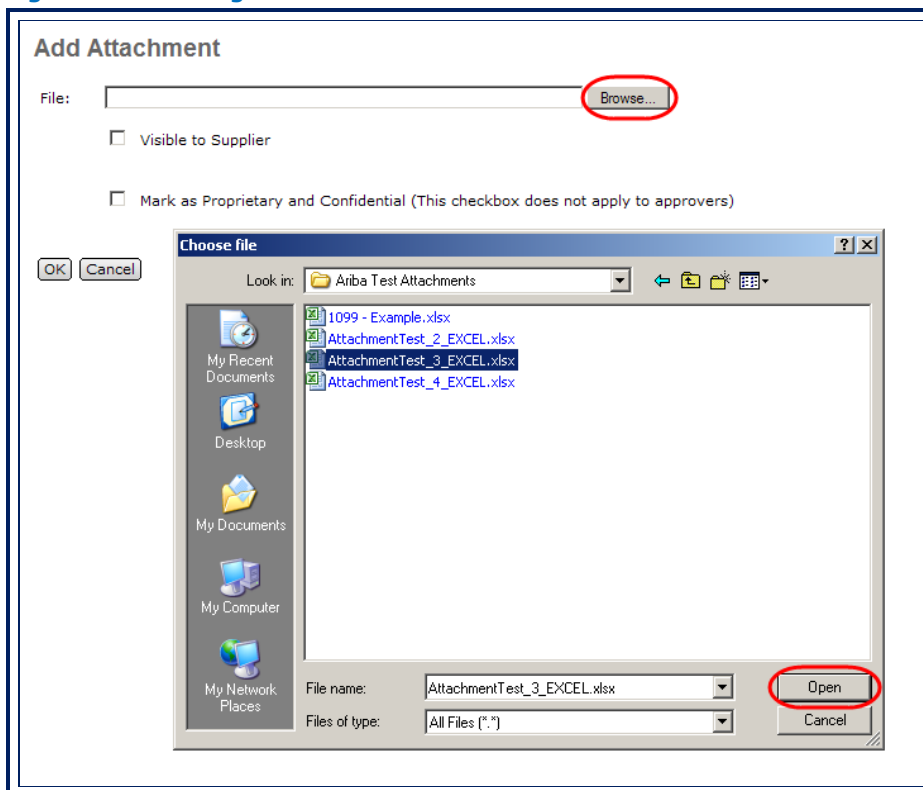 Add Attachment
File:
Browse...
Visible to Supplier
Mark as Proprietary and Confidential (This checkbox does not apply to approvers)
OK Cancel
Choose file
Look in: Ariba Test Attachments
1099 - Example.xlsx
AttachmentTest_2_EXCEL.xlsx
AttachmentTest_3_EXCEL.xlsx
AttachmentTest_4_EXCEL.xlsx
My Recent
Documents
Desktop
My Documents
My Computer
My Network
Places
File name: AttachmentTest_3_EXCEL.xlsx Open
Files of type: All Files (*.*) Cancel